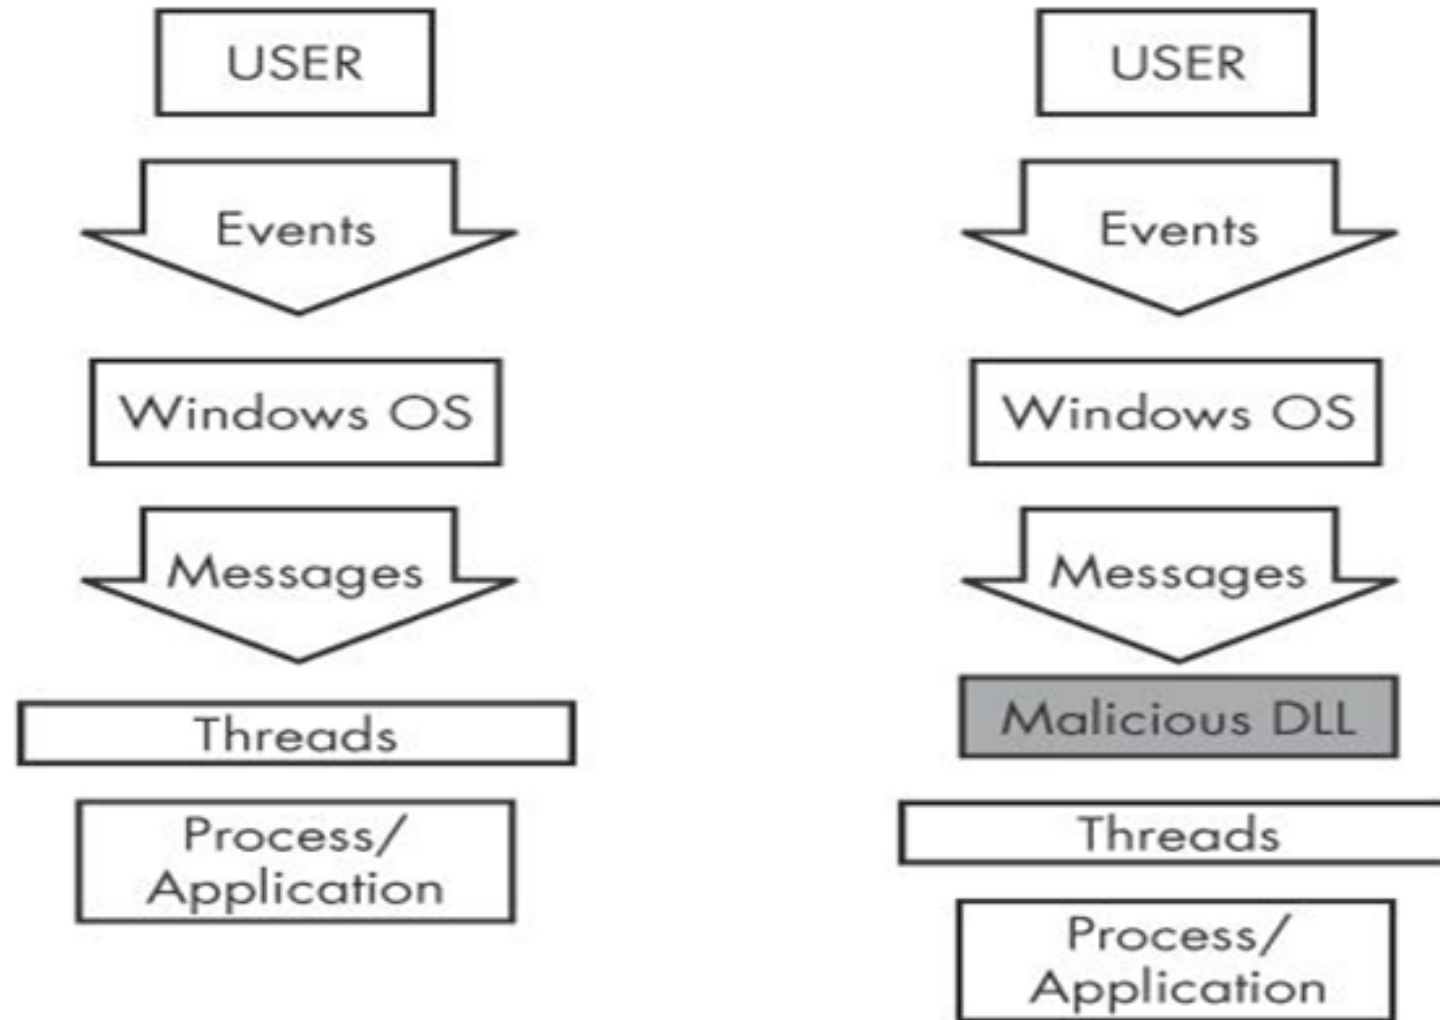 USER
Events
Windows OS
Messages
Threads
Process/
Application
USER
Events
Windows OS
Messages
Malicious DLL
Threads
Process/
Application